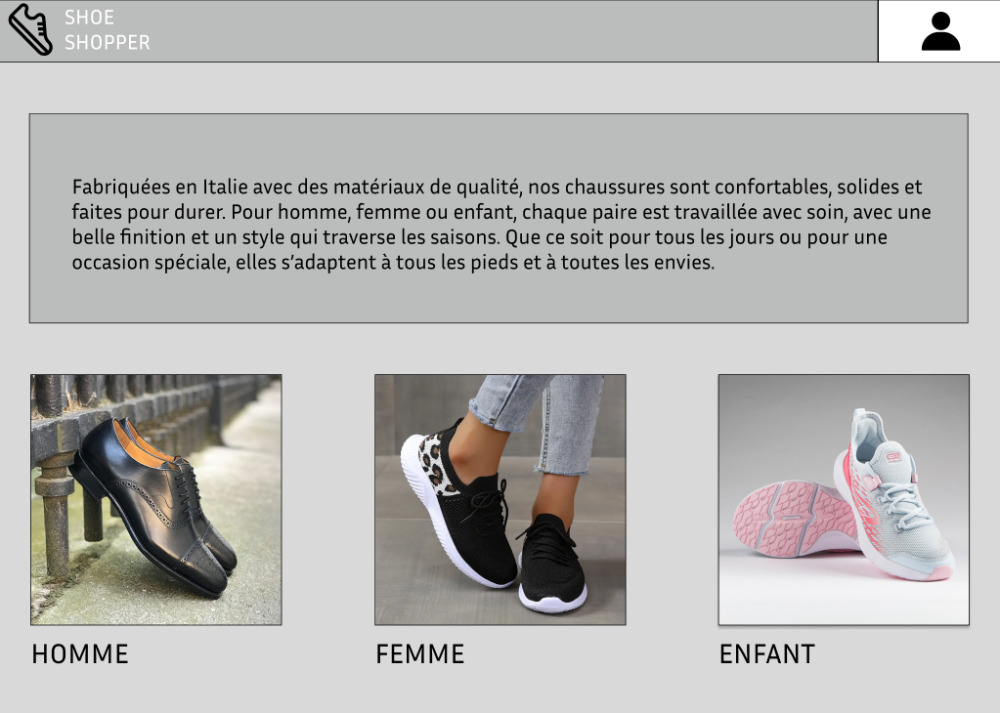 SHOE
SHOPPER
Fabriquées en Italie avec des matériaux de qualité, nos chaussures sont confortables, solides et
faites pour durer. Pour homme, femme ou enfant, chaque paire est travaillée avec soin, avec une
belle finition et un style qui traverse les saisons. Que ce soit pour tous les jours ou pour une
occasion spéciale, elles s’adaptent à tous les pieds et à toutes les envies.
HOMME
FEMME
ENFANT